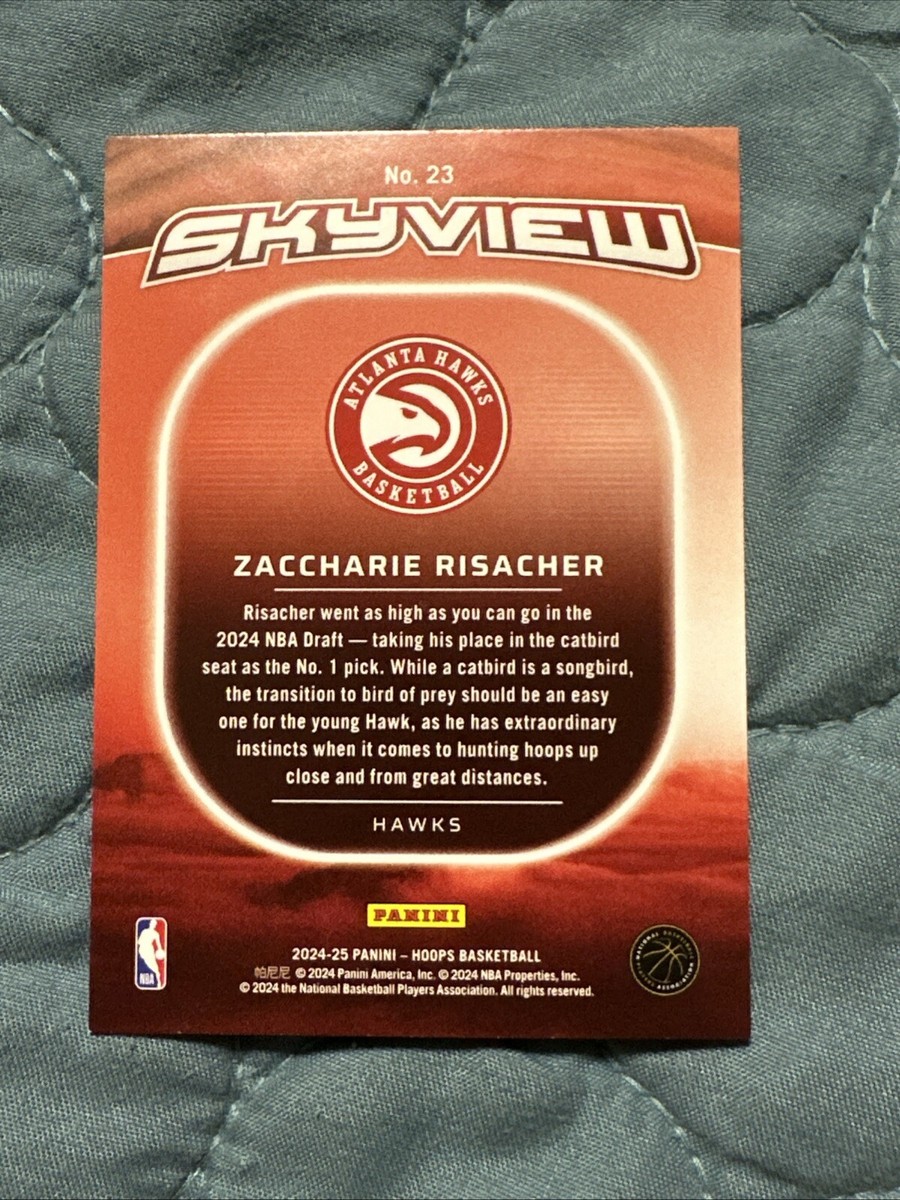 No. 23
SKYVIEW
ATLANTA HAWKS
BASKETBALL
ZACCHARIE RISACHER
Risacher went as high as you can go in the
2024 NBA Draft — taking his place in the catbird
seat as the No. 1 pick. While a catbird is a songbird,
the transition to bird of prey should be an easy
one for the young Hawk, as he has extraordinary
instincts when it comes to hunting hoops up
close and from great distances.
HAWKS
PANINI
NBA
2024-25 PANINI – HOOPS BASKETBALL
帕尼尼 © 2024 Panini America, Inc. © 2024 NBA Properties, Inc.
© 2024 the National Basketball Players Association. All rights reserved.
NATIONAL BASKETBALL
PLAYERS ASSOCIATION